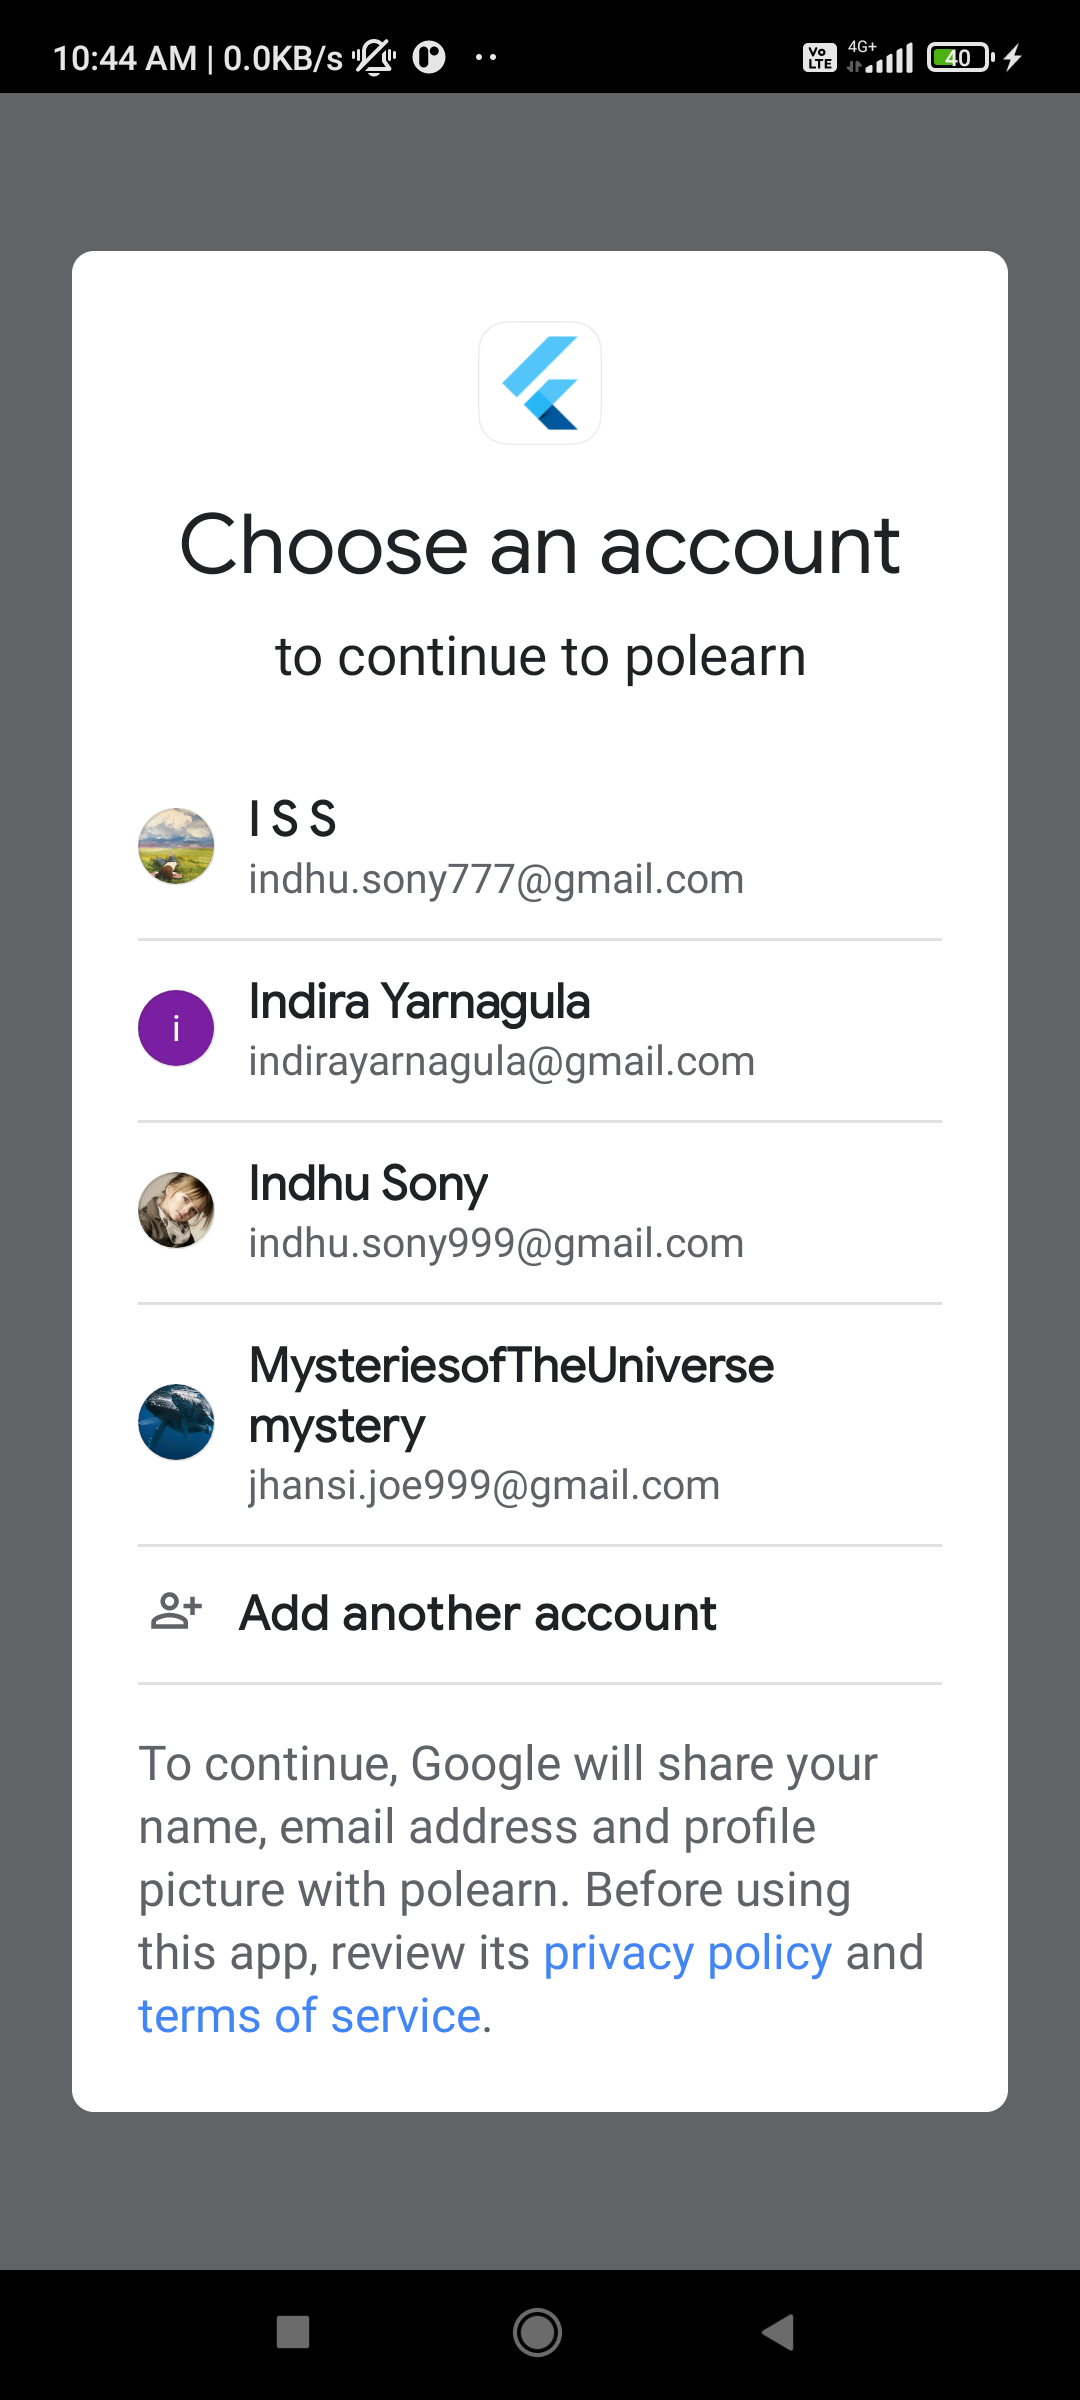 10:44 AM | 0.0KB/s
Vo LTE 4G+ 40
Choose an account
to continue to polearn
I S S
indhu.sony777@gmail.com
i
Indira Yarnagula
indirayarnagula@gmail.com
Indhu Sony
indhu.sony999@gmail.com
MysteriesofTheUniverse
mystery
jhansi.joe999@gmail.com
Add another account
To continue, Google will share your
name, email address and profile
picture with polearn. Before using
this app, review its privacy policy and
terms of service.